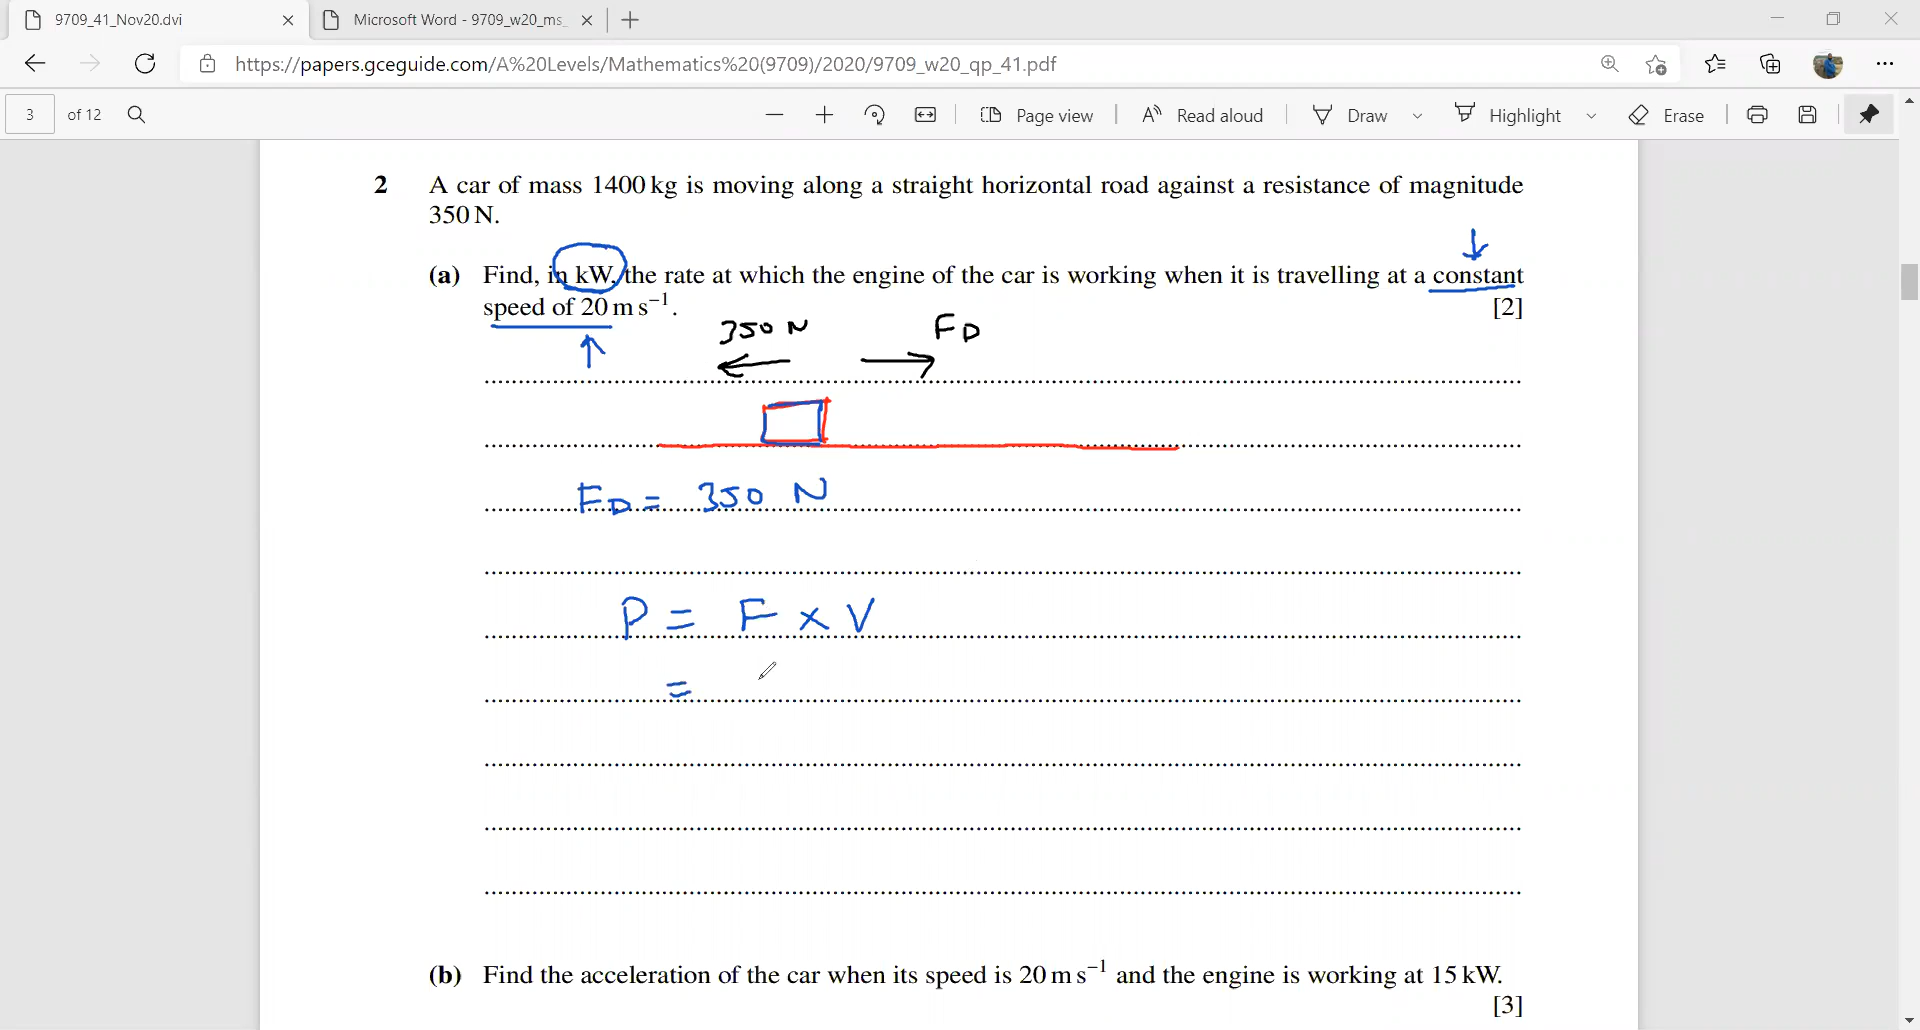 9709_41_Nov20.dvi
Microsoft Word - 9709_w20_ms_
https://papers.gceguide.com/A%20Levels/Mathematics%20(9709)/2020/9709_w20_qp_41.pdf
3 of 12
Page view
Read aloud
Draw
Highlight
Erase
2 A car of mass 1400 kg is moving along a straight horizontal road against a resistance of magnitude
350 N.
(a) Find, in kW, the rate at which the engine of the car is working when it is travelling at a constant
speed of 20 m s⁻¹. [2]
350 N
F_D
F_D = 350 N
P = F × V
=
(b) Find the acceleration of the car when its speed is 20 m s⁻¹ and the engine is working at 15 kW.
[3]